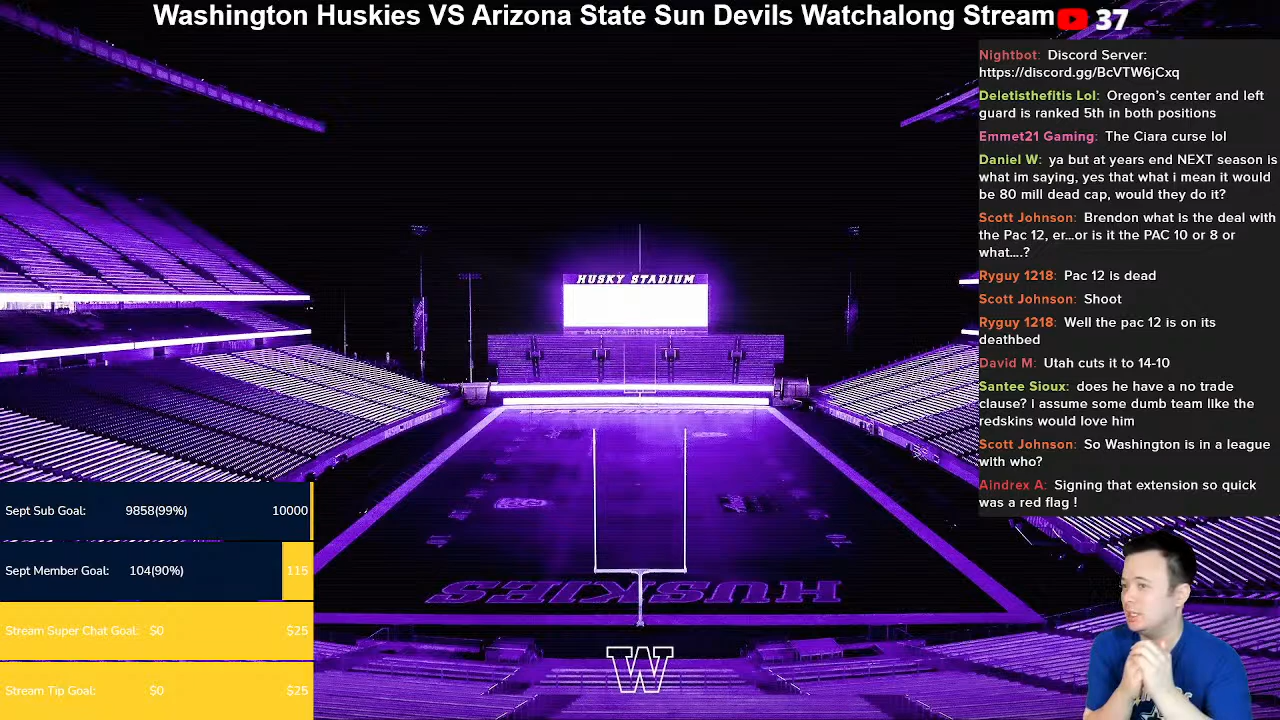 Washington Huskies VS Arizona State Sun Devils Watchalong Stream 37
Nightbot: Discord Server:
https://discord.gg/BcVTW6jCxq
Deletisthefitis Lol: Oregon's center and left
guard is ranked 5th in both positions
Emmet21 Gaming: The Ciara curse lol
Daniel W: ya but at years end NEXT season is
what im saying, yes that what i mean it would
be 80 mill dead cap, would they do it?
Scott Johnson: Brendon what is the deal with
the Pac 12, er...or is it the PAC 10 or 8 or
what....?
Ryguy 1218: Pac 12 is dead
Scott Johnson: Shoot
Ryguy 1218: Well the pac 12 is on its
deathbed
David M: Utah cuts it to 14-10
Santee Sioux: does he have a no trade
clause? I assume some dumb team like the
redskins would love him
Scott Johnson: So Washington is in a league
with who?
Aindrex A: Signing that extension so quick
was a red flag !
HUSKY STADIUM
ALASKA AIRLINES FIELD
Sept Sub Goal: 9858(99%) 10000
Sept Member Goal: 104(90%) 115
Stream Super Chat Goal: $0 $25
Stream Tip Goal: $0 $25
HUSKIES
W